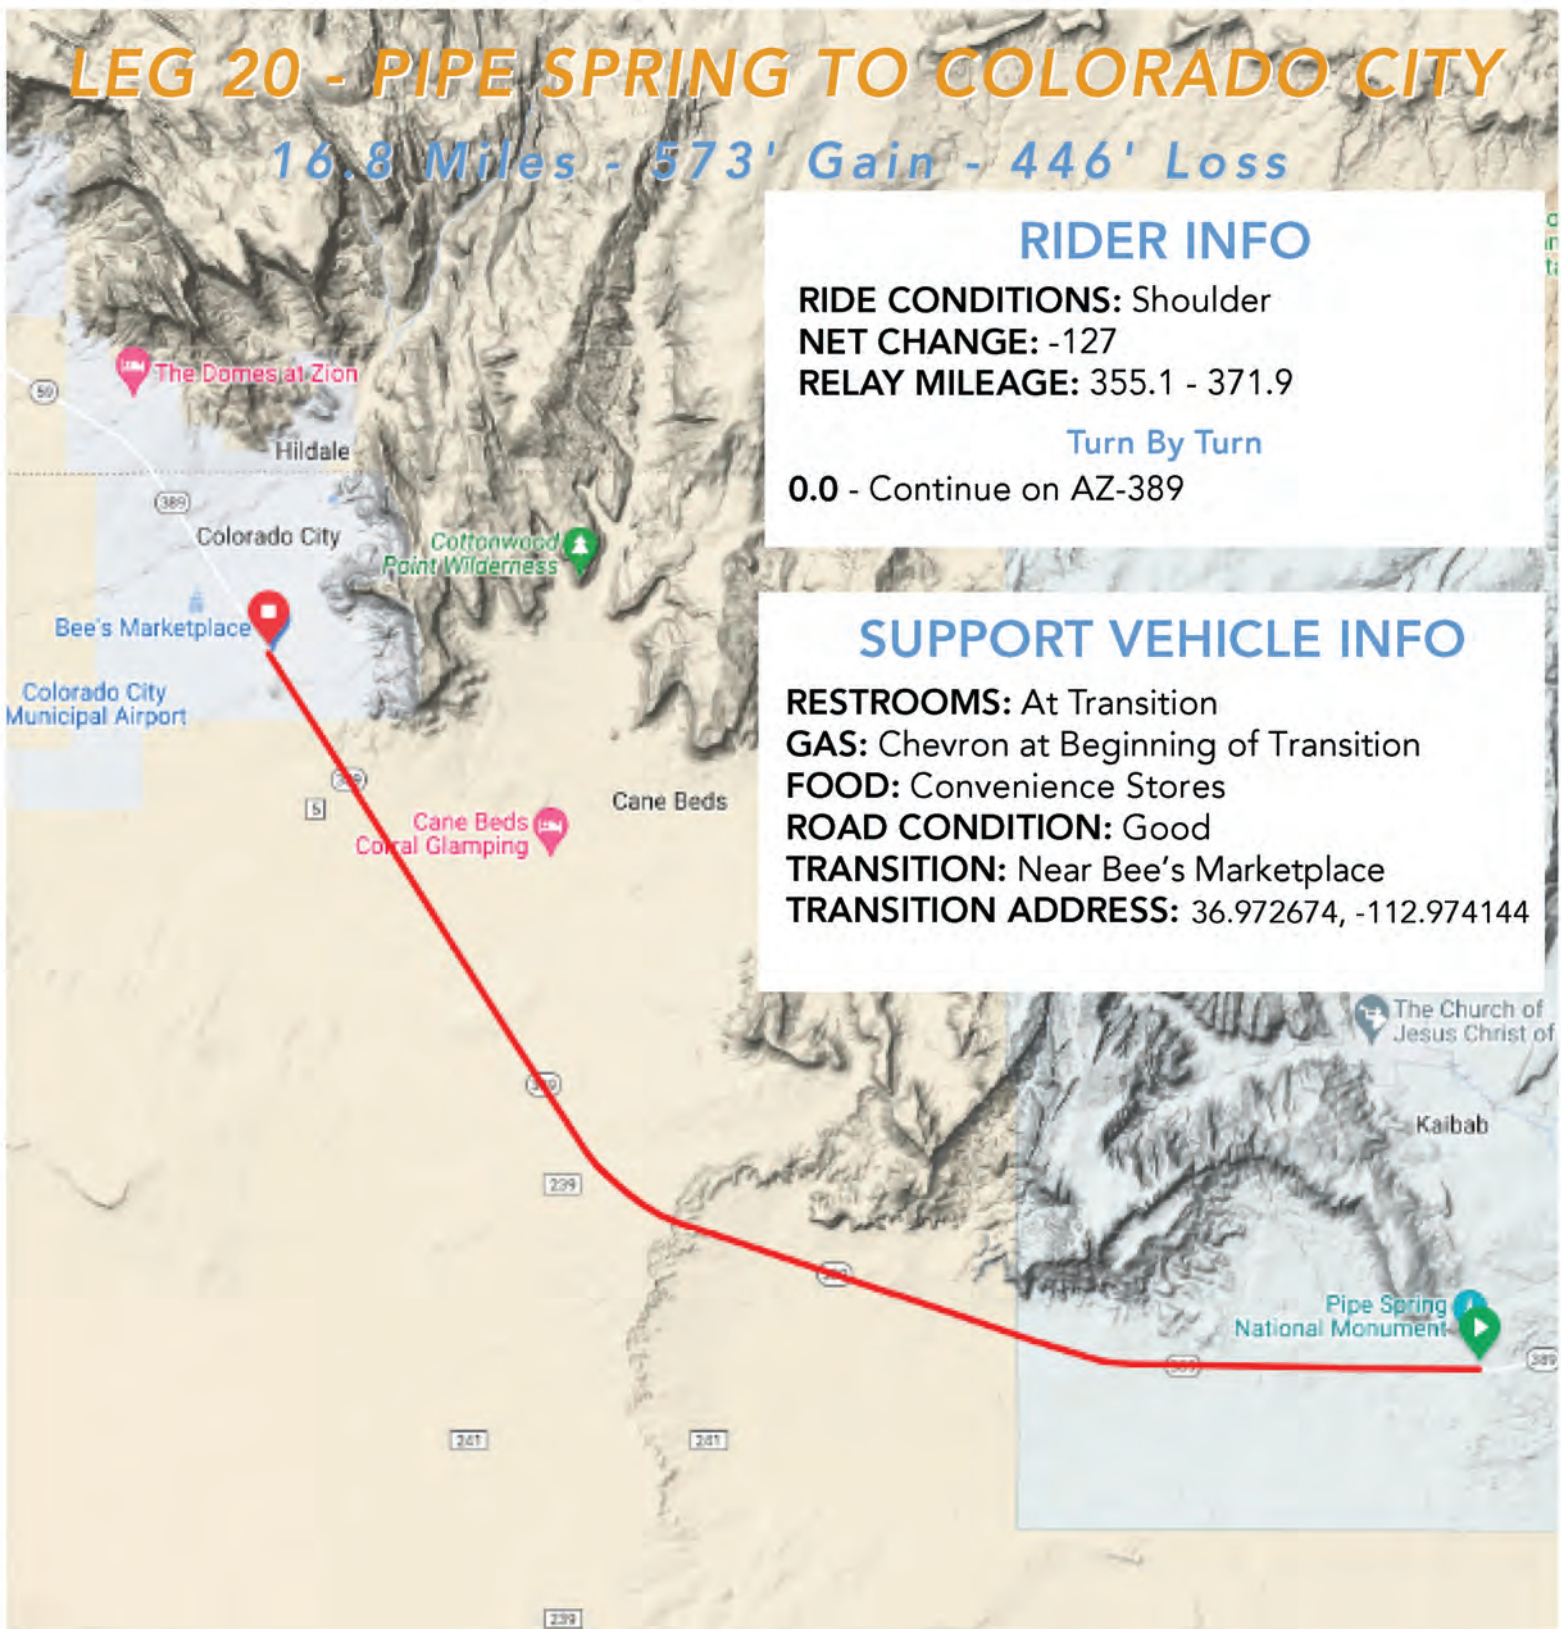 LEG 20 - PIPE SPRING TO COLORADO CITY
16.8 Miles - 573' Gain - 446' Loss
RIDER INFO
RIDE CONDITIONS: Shoulder
NET CHANGE: -127
RELAY MILEAGE: 355.1 - 371.9
Turn By Turn
0.0 - Continue on AZ-389
SUPPORT VEHICLE INFO
RESTROOMS: At Transition
GAS: Chevron at Beginning of Transition
FOOD: Convenience Stores
ROAD CONDITION: Good
TRANSITION: Near Bee's Marketplace
TRANSITION ADDRESS: 36.972674, -112.974144
The Domes at Zion
59
Hildale
389
Colorado City
Cottonwood
Point Wilderness
Bee's Marketplace
Colorado City
Municipal Airport
5
Cane Beds
Cane Beds
Corral Glamping
The Church of
Jesus Christ of
Kaibab
239
Pipe Spring
National Monument
389
241
241
239